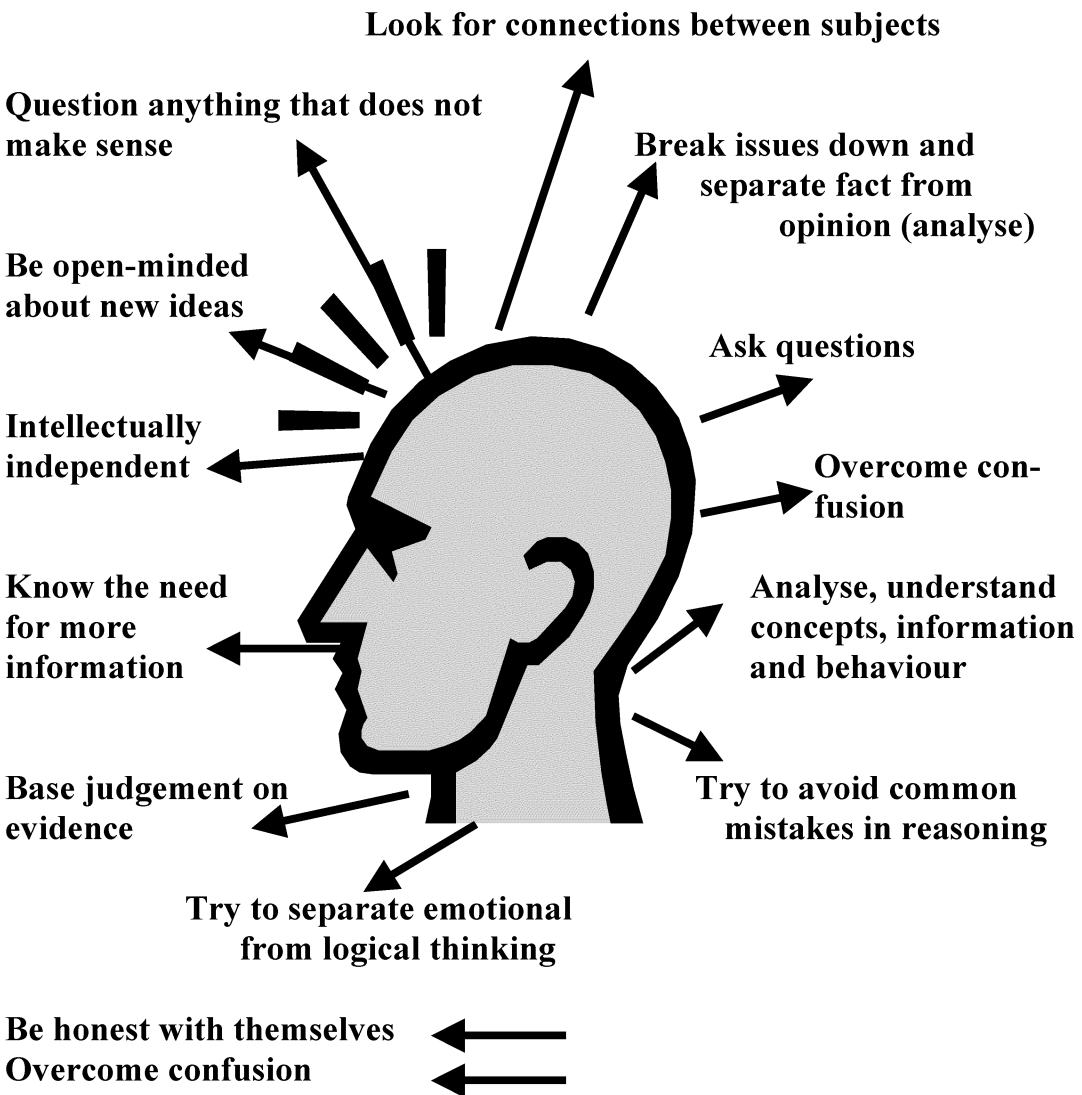 Look for connections between subjects
Question anything that does not
make sense
Break issues down and
separate fact from
opinion (analyse)
Be open-minded
about new ideas
Ask questions
Intellectually
independent
Overcome con-
fusion
Know the need
for more
information
Analyse, understand
concepts, information
and behaviour
Base judgement on
evidence
Try to avoid common
mistakes in reasoning
Try to separate emotional
from logical thinking
Be honest with themselves
Overcome confusion